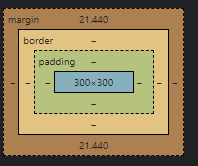 margin 21.440
border –
padding –
– – – 300×300 – – –
–
–
21.440